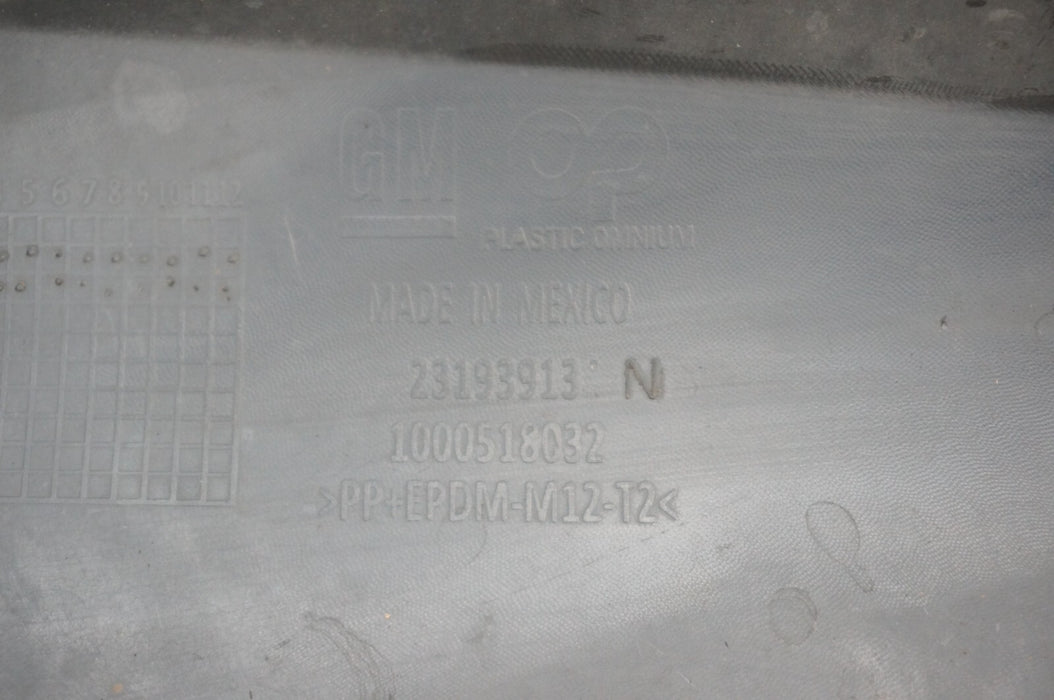 GM OP
PLASTIC OMNIUM
5 6 7 8 9 10 11 12
MADE IN MEXICO
23193913 N
1000518032
>PP+EPDM-M12-T2<